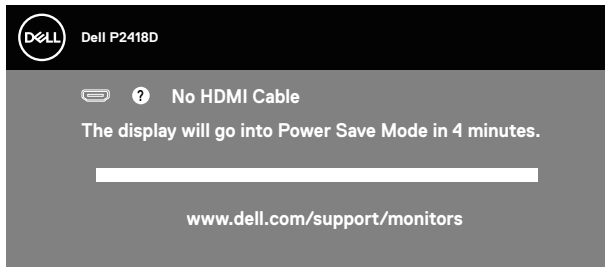 DELL
Dell P2418D
? No HDMI Cable
The display will go into Power Save Mode in 4 minutes.
www.dell.com/support/monitors